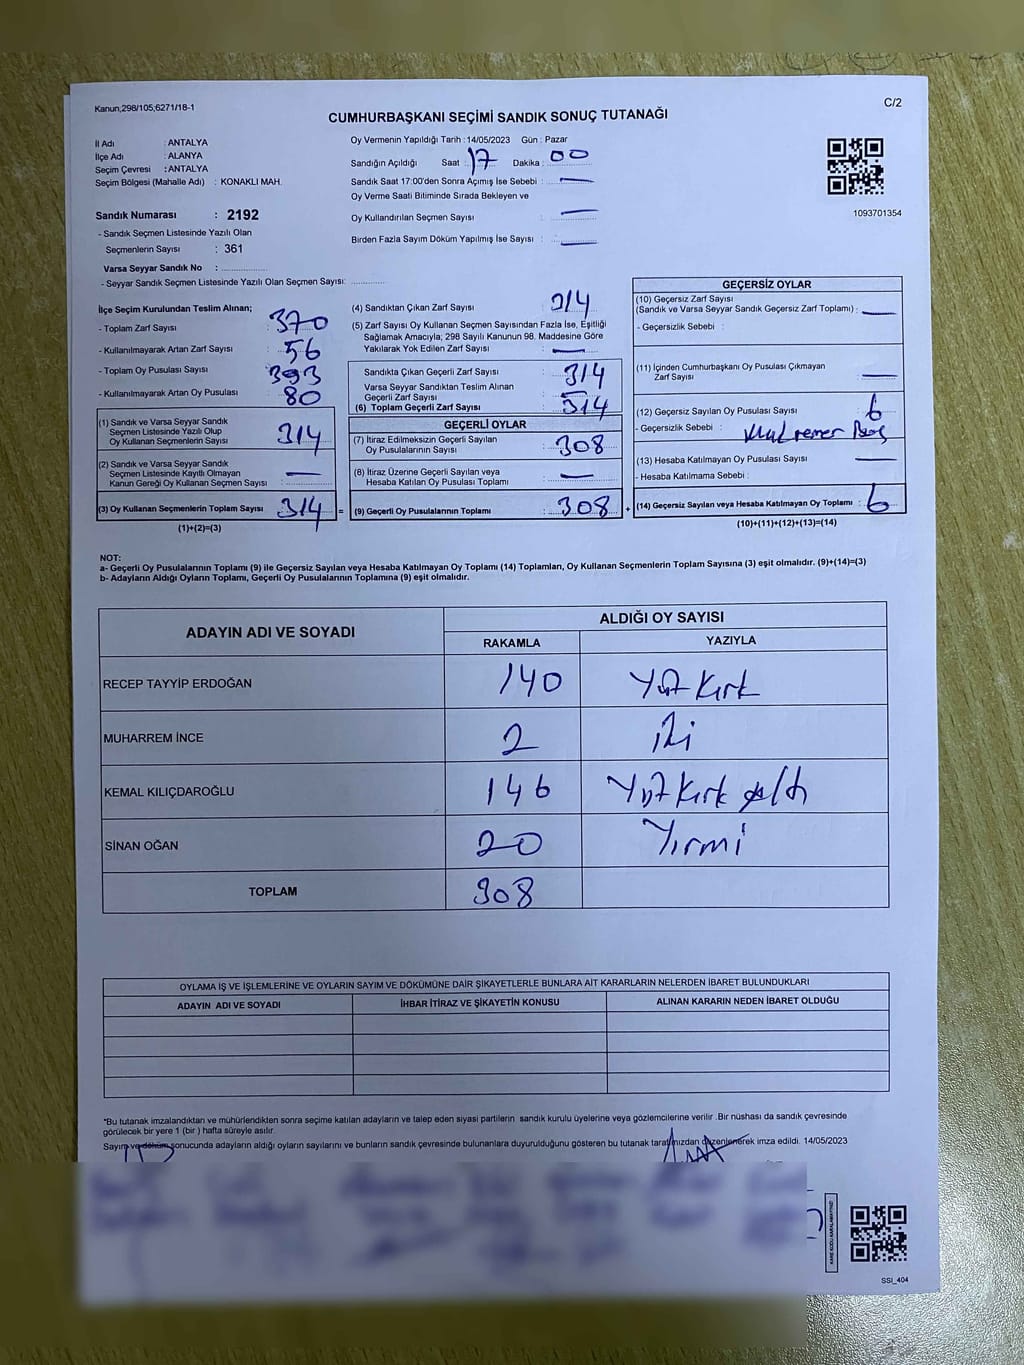 Kanun,298/105,6271/18-1
C/2
CUMHURBAŞKANI SEÇİMİ SANDIK SONUÇ TUTANAĞI
İl Adı : ANTALYA
İlçe Adı : ALANYA
Seçim Çevresi : ANTALYA
Seçim Bölgesi (Mahalle Adı) : KONAKLI MAH.
Sandık Numarası : 2192
- Sandık Seçmen Listesinde Yazılı Olan
Seçmenlerin Sayısı : 361
Varsa Seyyar Sandık No :
- Seyyar Sandık Seçmen Listesinde Yazılı Olan Seçmen Sayısı:
Oy Vermenin Yapıldığı Tarih : 14/05/2023 Gün : Pazar
Sandığın Açıldığı Saat : 17 Dakika : 00
Sandık Saat 17:00'den Sonra Açımış İse Sebebi : —
Oy Verme Saati Bitiminde Sırada Bekleyen ve
Oy Kullandırılan Seçmen Sayısı : —
Birden Fazla Sayım Döküm Yapılmış İse Sayısı : —
1093701354
İlçe Seçim Kurulundan Teslim Alınan;
- Toplam Zarf Sayısı : 370
- Kullanılmayarak Artan Zarf Sayısı : 56
- Toplam Oy Pusulası Sayısı : 393
- Kullanılmayarak Artan Oy Pusulası : 80
(1) Sandık ve Varsa Seyyar Sandık
Seçmen Listesinde Yazılı Olup
Oy Kullanan Seçmenlerin Sayısı : 314
(2) Sandık ve Varsa Seyyar Sandık
Seçmen Listesinde Kayıtlı Olmayan
Kanun Gereği Oy Kullanan Seçmen Sayısı : —
(3) Oy Kullanan Seçmenlerin Toplam Sayısı : 314 =
(1)+(2)=(3)
(4) Sandıktan Çıkan Zarf Sayısı : 314
(5) Zarf Sayısı Oy Kullanan Seçmen Sayısından Fazla İse, Eşitliği
Sağlamak Amacıyla; 298 Sayılı Kanunun 98. Maddesine Göre
Yakılarak Yok Edilen Zarf Sayısı : —
Sandıkta Çıkan Geçerli Zarf Sayısı : 314
Varsa Seyyar Sandıktan Teslim Alınan
Geçerli Zarf Sayısı :
(6) Toplam Geçerli Zarf Sayısı : 314
GEÇERLİ OYLAR
(7) İtiraz Edilmeksizin Geçerli Sayılan
Oy Pusulalarının Sayısı : 308
(8) İtiraz Üzerine Geçerli Sayılan veya
Hesaba Katılan Oy Pusulası Toplamı : —
(9) Geçerli Oy Pusulalarının Toplamı : 308 +
GEÇERSİZ OYLAR
(10) Geçersiz Zarf Sayısı
(Sandık ve Varsa Seyyar Sandık Geçersiz Zarf Toplamı) : —
- Geçersizlik Sebebi :
(11) İçinden Cumhurbaşkanı Oy Pusulası Çıkmayan
Zarf Sayısı : —
(12) Geçersiz Sayılan Oy Pusulası Sayısı : 6
- Geçersizlik Sebebi :
(13) Hesaba Katılmayan Oy Pusulası Sayısı : —
- Hesaba Katılmama Sebebi :
(14) Geçersiz Sayılan veya Hesaba Katılmayan Oy Toplamı : 6
(10)+(11)+(12)+(13)=(14)
NOT:
a- Geçerli Oy Pusulalarının Toplamı (9) ile Geçersiz Sayılan veya Hesaba Katılmayan Oy Toplamı (14) Toplamları, Oy Kullanan Seçmenlerin Toplam Sayısına (3) eşit olmalıdır. (9)+(14)=(3)
b- Adayların Aldığı Oyların Toplamı, Geçerli Oy Pusulalarının Toplamına (9) eşit olmalıdır.
ADAYIN ADI VE SOYADI ALDIĞI OY SAYISI
RAKAMLA YAZIYLA
RECEP TAYYİP ERDOĞAN 140 Yüz Kırk
MUHARREM İNCE 2 iki
KEMAL KILIÇDAROĞLU 146 Yüz Kırk altı
SİNAN OĞAN 20 Yirmi
TOPLAM 308
OYLAMA İŞ VE İŞLEMLERİNE VE OYLARIN SAYIM VE DÖKÜMÜNE DAİR ŞİKAYETLERLE BUNLARA AİT KARARLARIN NELERDEN İBARET BULUNDUKLARI
ADAYIN ADI VE SOYADI İHBAR İTİRAZ VE ŞİKAYETİN KONUSU ALINAN KARARIN NEDEN İBARET OLDUĞU
*Bu tutanak imzalandıktan ve mühürlendikten sonra seçime katılan adayların ve talep eden siyasi partilerin sandık kurulu üyelerine veya gözlemcilerine verilir .Bir nüshası da sandık çevresinde
görülecek bir yere 1 (bir ) hafta süreyle asılır.
Sayım ve döküm sonucunda adayların aldığı oyların sayılarını ve bunların sandık çevresinde bulunanlara duyurulduğunu gösteren bu tutanak tarafımızdan düzenlenerek imza edildi. 14/05/2023
KARE KODU KARALAMAYINIZ!
SSI_404